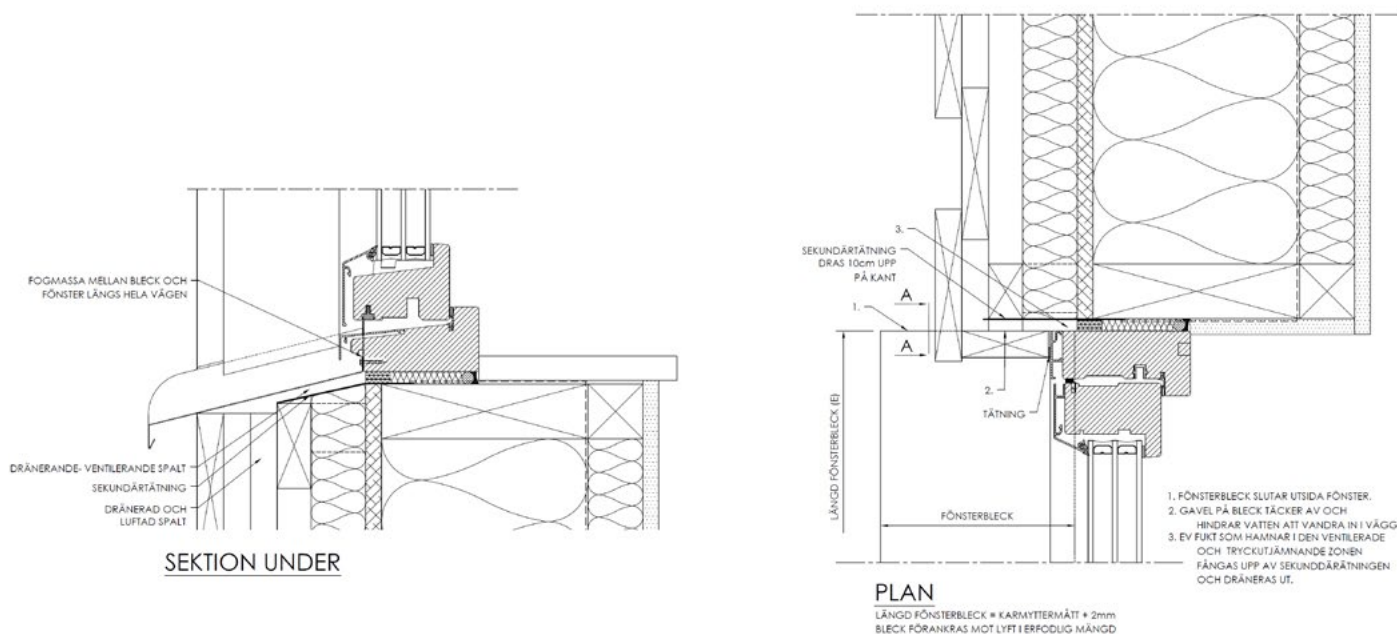 FOGMASSA MELLAN BLECK OCH
FÖNSTER LÄNGS HELA VÄGEN
DRÄNERANDE- VENTILERANDE SPALT
SEKUNDÄRTÄTNING
DRÄNERAD OCH
LUFTAD SPALT
SEKTION UNDER
3.
SEKUNDÄRTÄTNING
DRAS 10cm UPP
PÅ KANT
A
1.
A
2.
TÄTNING
LÄNGD FÖNSTERBLECK (E)
FÖNSTERBLECK
1. FÖNSTERBLECK SLUTAR UTSIDA FÖNSTER.
2. GAVEL PÅ BLECK TÄCKER AV OCH
HINDRAR VATTEN ATT VANDRA IN I VÄGG
3. EV FUKT SOM HAMNAR I DEN VENTILERADE
OCH TRYCKUTJÄMNANDE ZONEN
FÅNGAS UPP AV SEKUNDDÄRÄTNINGEN
OCH DRÄNERAS UT.
PLAN
LÄNGD FÖNSTERBLECK = KARMYTTERMÅTT + 2mm
BLECK FÖRANKRAS MOT LYFT I ERFODLIG MÄNGD